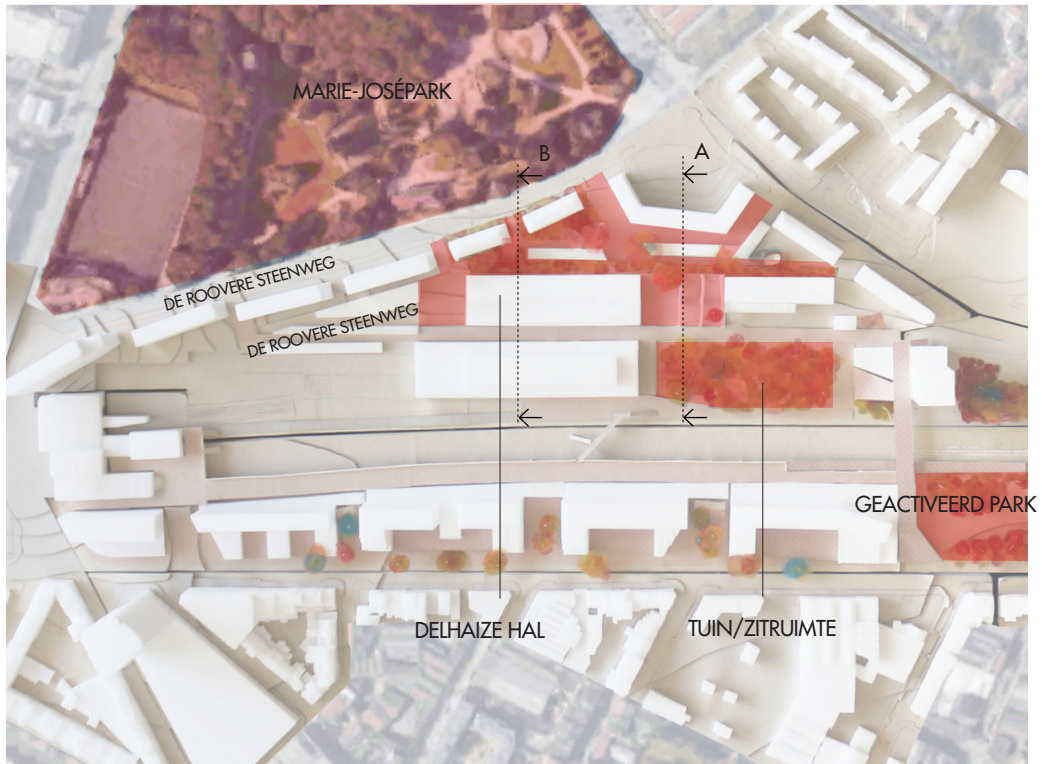 MARIE-JOSÉPARK
B
A
DE ROOVERE STEENWEG
DE ROOVERE STEENWEG
GEACTIVEERD PARK
DELHAIZE HAL
TUIN/ZITRUIMTE